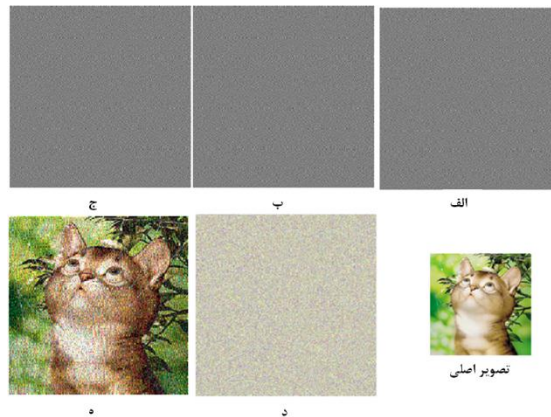 الف
ب
ج
تصویر اصلی
د
ه